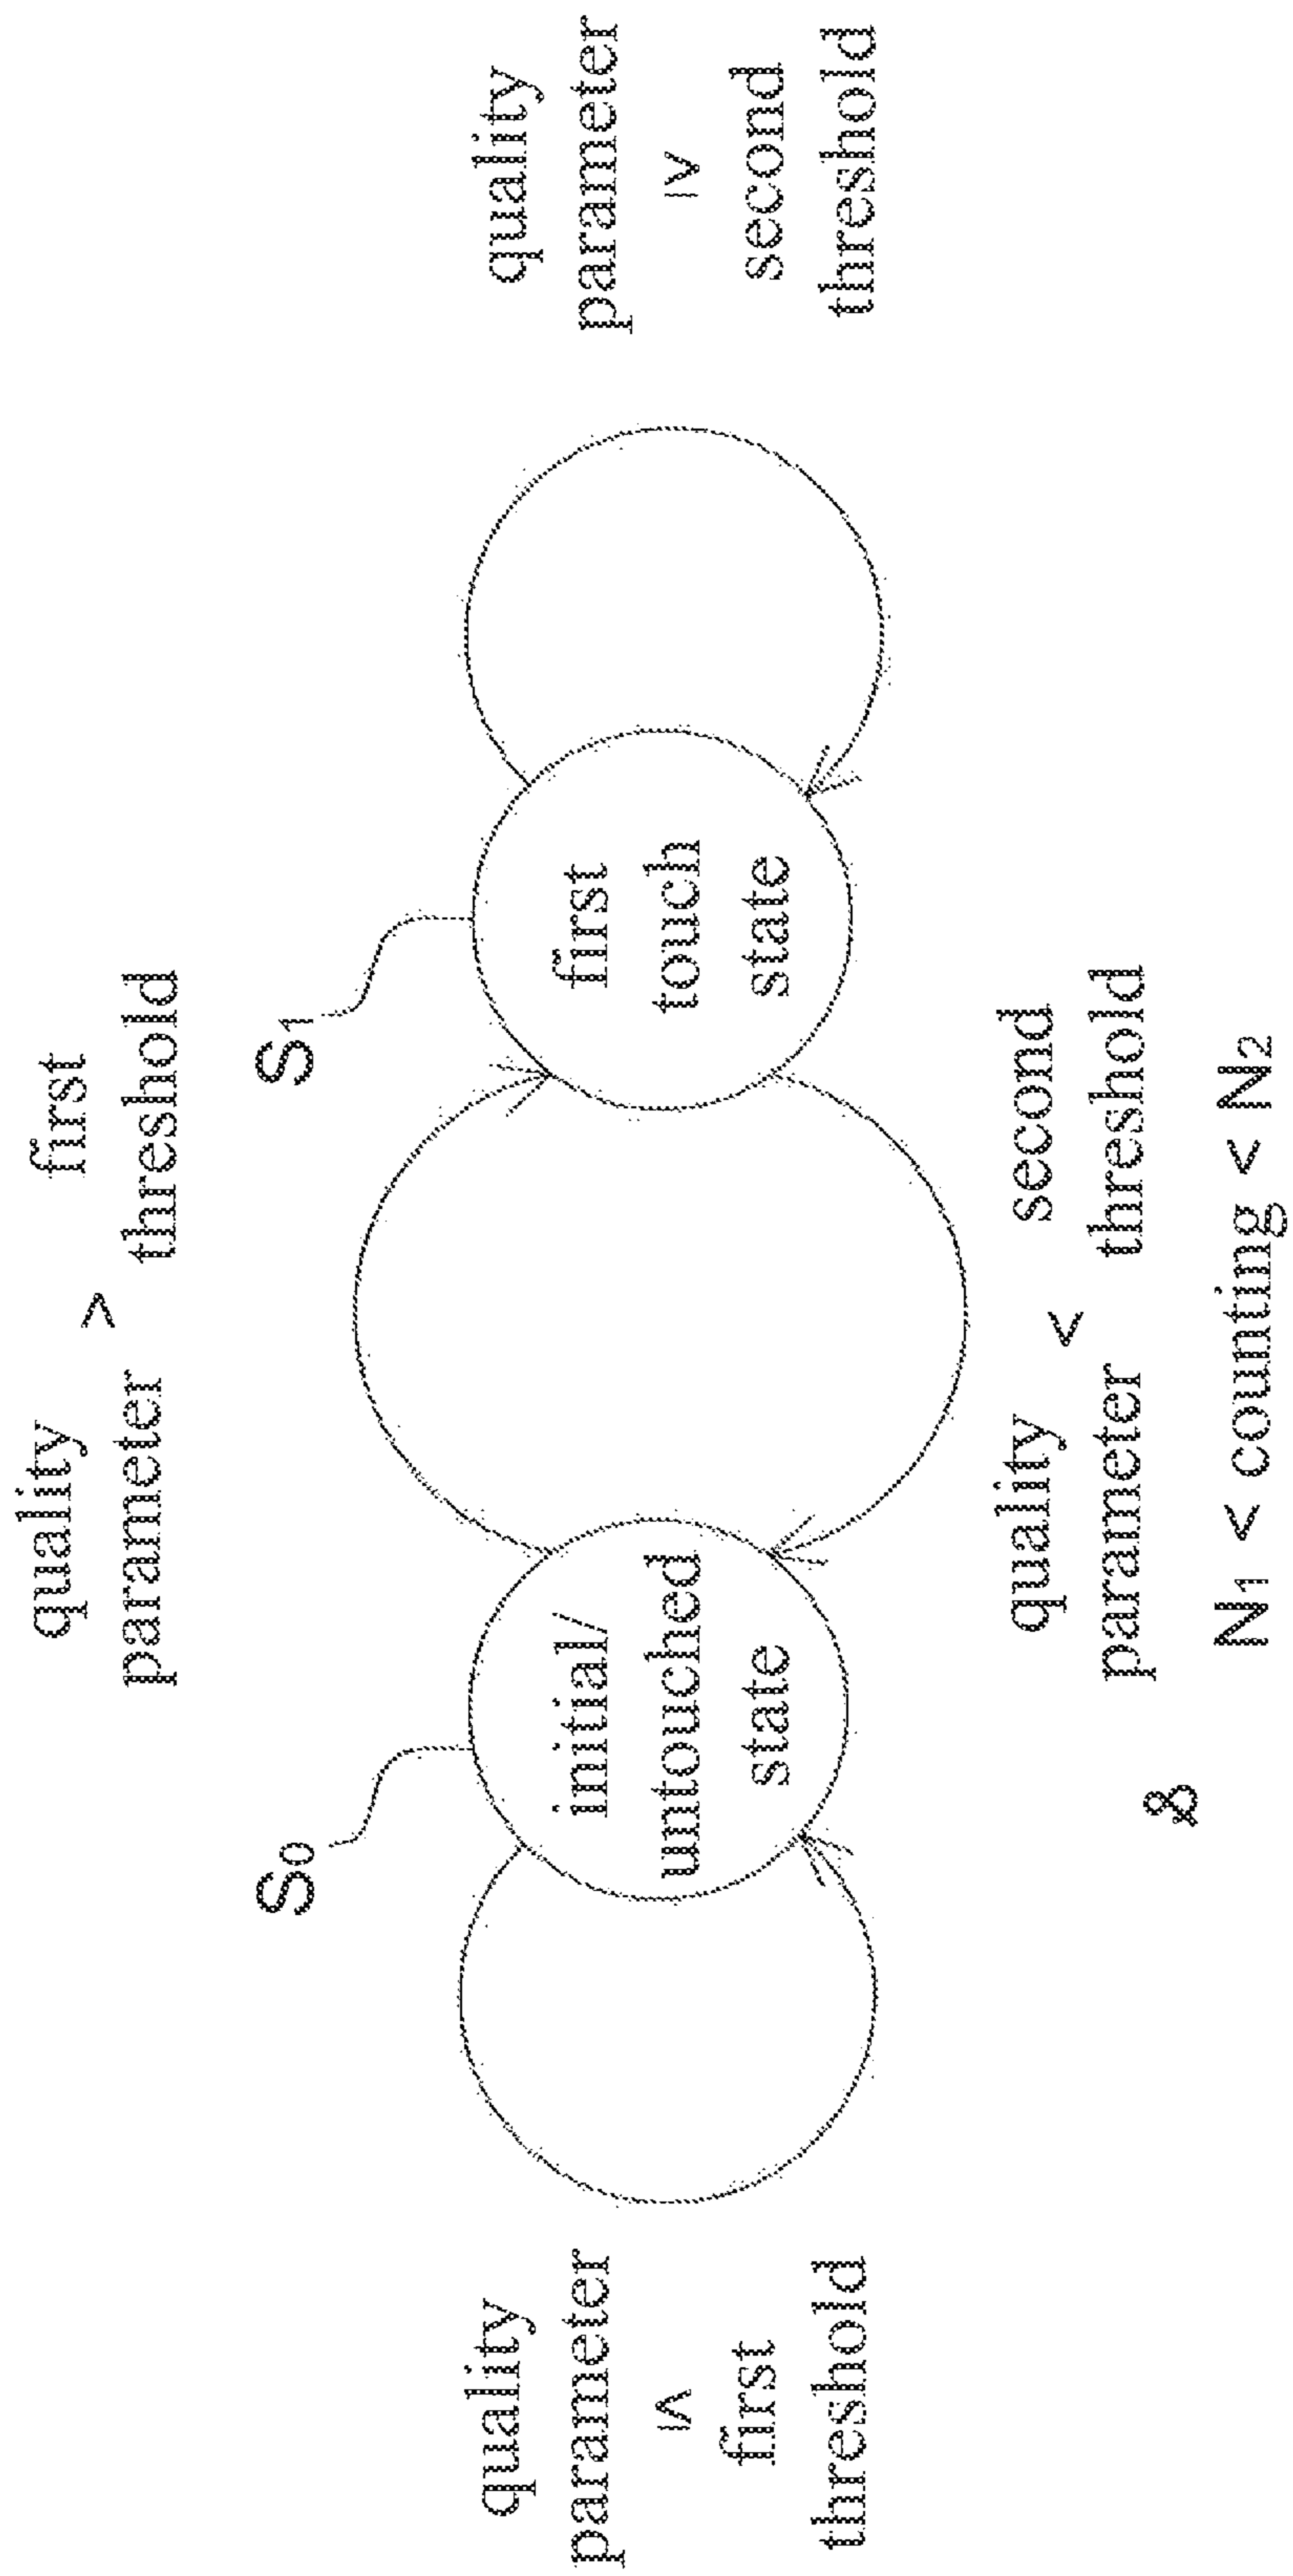 quality parameter > first threshold
S0
S1
quality
parameter
≤
first
threshold
initial/
untouched
state
first
touch
state
quality
parameter
≥
second
threshold
quality parameter < second threshold
&
N1 < counting < N2